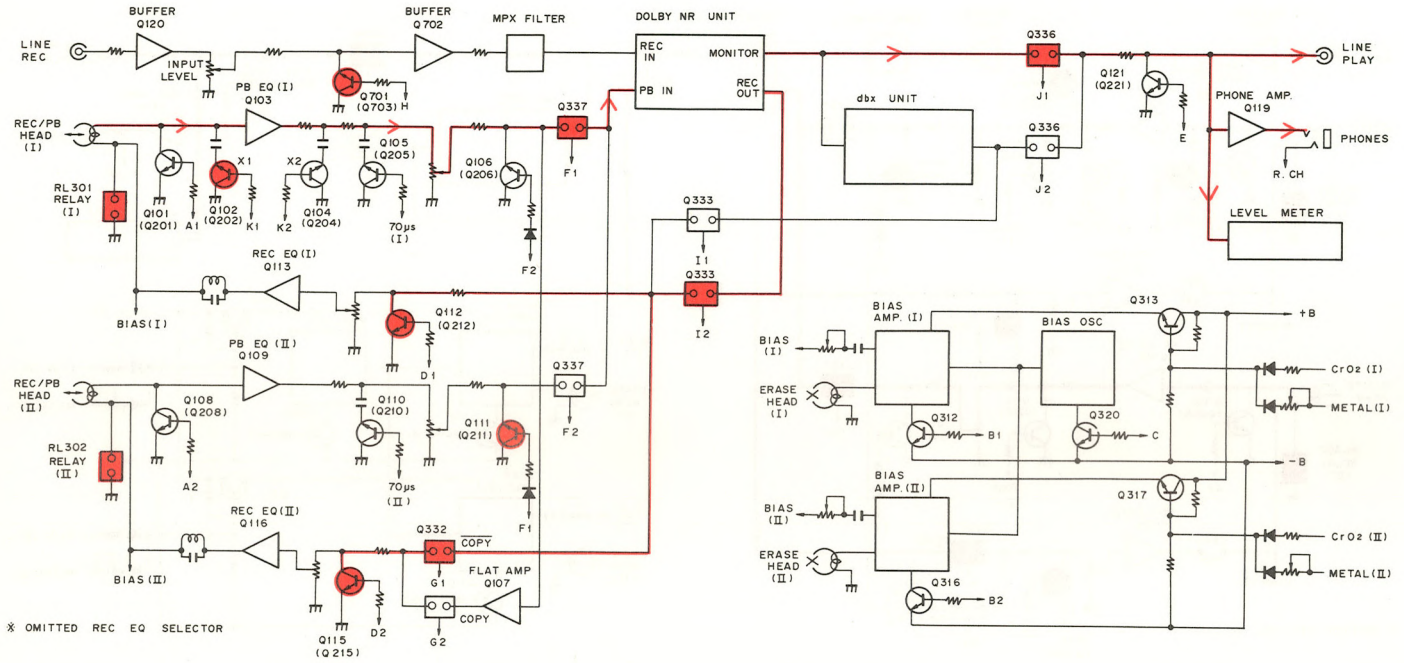 BUFFER
Q120
BUFFER
Q702
MPX FILTER
DOLBY NR UNIT
LINE
REC
INPUT
LEVEL
REC
IN
MONITOR
REC
OUT
PB IN
Q336
J1
LINE
PLAY
Q701
(Q703)
H
Q121
(Q221)
E
PHONE AMP.
Q119
PHONES
R. CH
dbx UNIT
Q336
J2
REC/PB
HEAD
(I)
PB EQ (I)
Q103
Q105
(Q205)
Q337
F1
X1
X2
Q106
(Q206)
RL301
RELAY
(I)
Q101
(Q201)
A1
Q102
(Q202)
K1
K2
Q104
(Q204)
70μs
(I)
F2
Q333
I1
LEVEL METER
REC EQ(I)
Q113
Q333
I2
BIAS(I)
Q112
(Q212)
D1
PB EQ (II)
Q109
REC/PB
HEAD
(II)
Q108
(Q208)
A2
Q110
(Q210)
70μs
(II)
Q337
F2
Q111
(Q211)
F1
RL302
RELAY
(II)
REC EQ(II)
Q116
BIAS (II)
Q332
COPY
G1
FLAT AMP
Q107
COPY
G2
Q115
(Q215)
D2
BIAS
AMP. (I)
BIAS OSC
Q313
+B
BIAS
(I)
ERASE
HEAD
(I)
CrO2 (I)
METAL(I)
Q312
B1
Q320
C
-B
BIAS
AMP.(II)
Q317
BIAS
(II)
ERASE
HEAD
(II)
CrO2 (II)
METAL(II)
Q316
B2
※ OMITTED REC EQ SELECTOR